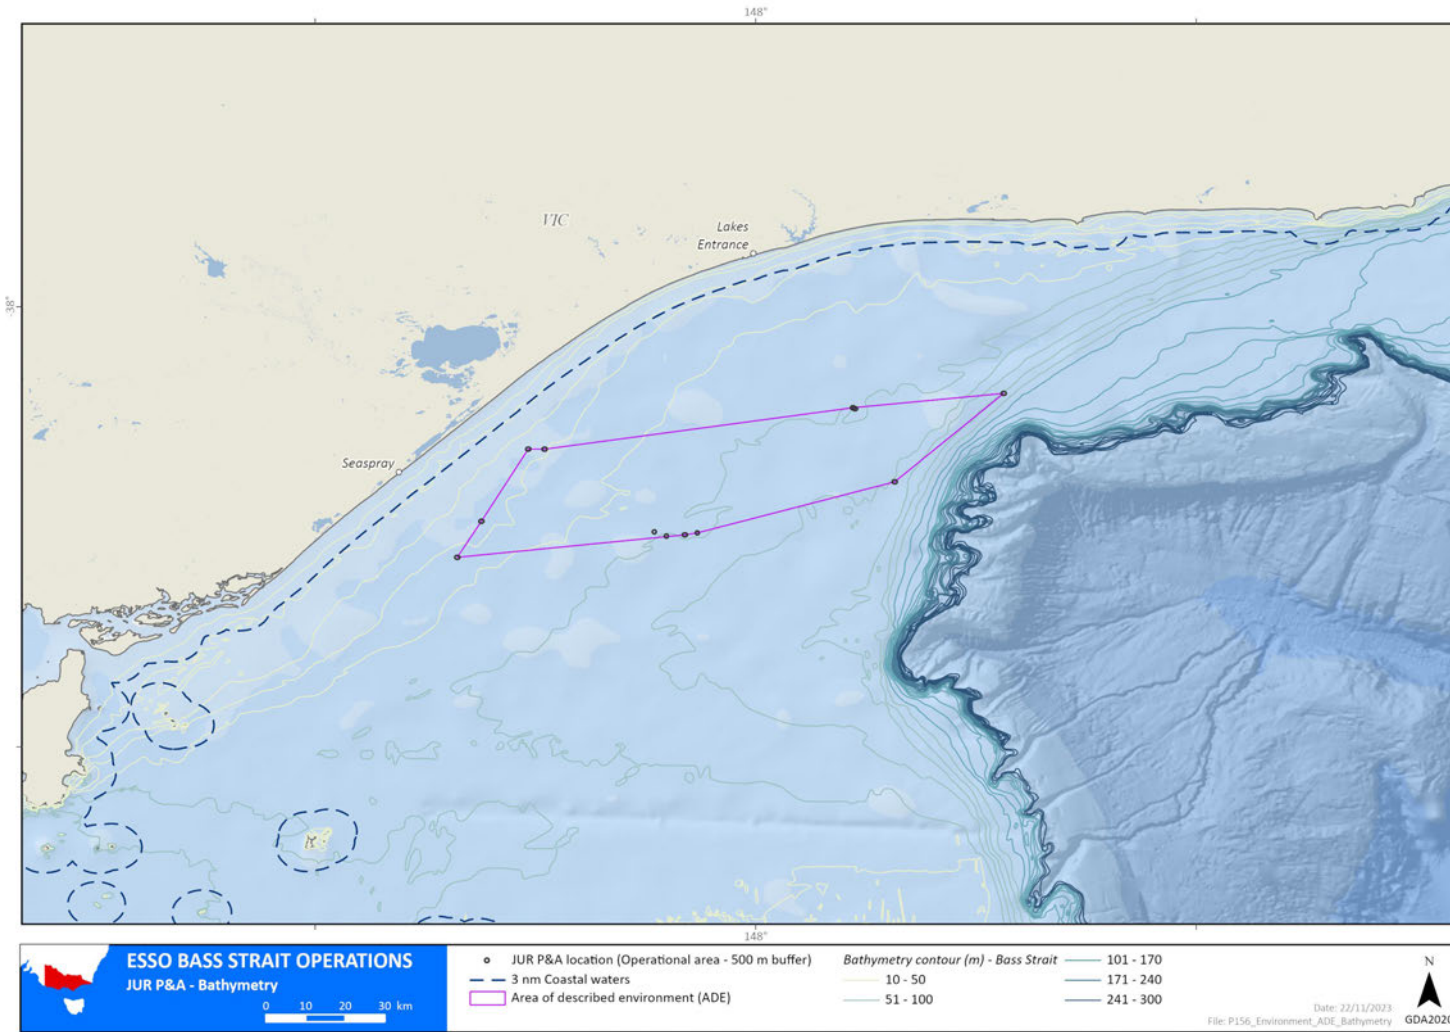 148°
VIC
Lakes
Entrance
-38°
Seaspray
148°
ESSO BASS STRAIT OPERATIONS
JUR P&A - Bathymetry
0 10 20 30 km
JUR P&A location (Operational area - 500 m buffer)
3 nm Coastal waters
Area of described environment (ADE)
Bathymetry contour (m) - Bass Strait
10 - 50
51 - 100
101 - 170
171 - 240
241 - 300
N
Date: 22/11/2023
File: P156_Environment_ADE_Bathymetry
GDA2020